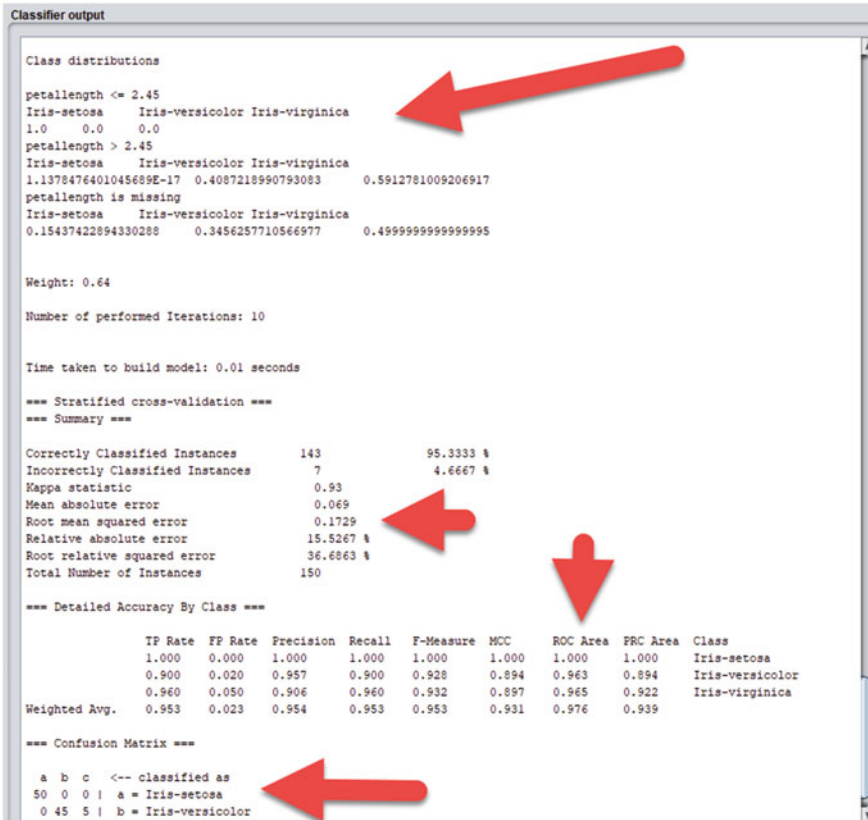 Classifier output
Class distributions
petallength <= 2.45
Iris-setosa Iris-versicolor Iris-virginica
1.0 0.0 0.0
petallength > 2.45
Iris-setosa Iris-versicolor Iris-virginica
1.1378476401045689E-17 0.4087218990793083 0.5912781009206917
petallength is missing
Iris-setosa Iris-versicolor Iris-virginica
0.15437422894330288 0.3456257710566977 0.4999999999999995
Weight: 0.64
Number of performed Iterations: 10
Time taken to build model: 0.01 seconds
=== Stratified cross-validation ===
=== Summary ===
Correctly Classified Instances 143 95.3333 %
Incorrectly Classified Instances 7 4.6667 %
Kappa statistic 0.93
Mean absolute error 0.069
Root mean squared error 0.1729
Relative absolute error 15.5267 %
Root relative squared error 36.6863 %
Total Number of Instances 150
=== Detailed Accuracy By Class ===
TP Rate FP Rate Precision Recall F-Measure MCC ROC Area PRC Area Class
1.000 0.000 1.000 1.000 1.000 1.000 1.000 1.000 Iris-setosa
0.900 0.020 0.957 0.900 0.928 0.894 0.963 0.894 Iris-versicolor
0.960 0.050 0.906 0.960 0.932 0.897 0.965 0.922 Iris-virginica
Weighted Avg. 0.953 0.023 0.954 0.953 0.953 0.931 0.976 0.939
=== Confusion Matrix ===
a b c <-- classified as
50 0 0 | a = Iris-setosa
0 45 5 | b = Iris-versicolor